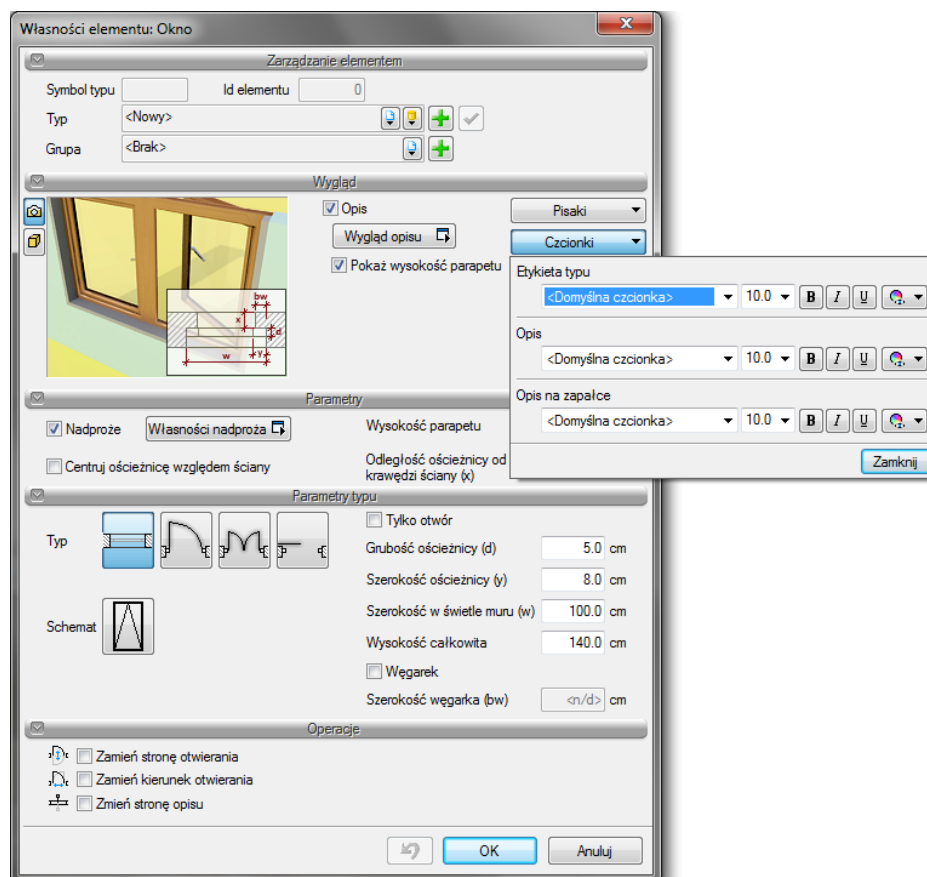 Własności elementu: Okno
Zarządzanie elementem
Symbol typu
Id elementu 0
Typ <Nowy>
Grupa <Brak>
Wygląd
Opis
Pisaki
Wygląd opisu
Czcionki
Pokaż wysokość parapetu
Etykieta typu
<Domyślna czcionka> 10.0 B I U
Opis
<Domyślna czcionka> 10.0 B I U
Opis na zapałce
<Domyślna czcionka> 10.0 B I U
Zamknij
bw
x
d
w
y
Parametry
Nadproże
Własności nadproża
Wysokość parapetu
Centruj ościeżnicę względem ściany
Odległość ościeżnicy od
krawędzi ściany (x)
Parametry typu
Typ
Tylko otwór
Grubość ościeżnicy (d) 5.0 cm
Szerokość ościeżnicy (y) 8.0 cm
Schemat
Szerokość w świetle muru (w) 100.0 cm
Wysokość całkowita 140.0 cm
Węgarek
Szerokość węgarka (bw) <n/d> cm
Operacje
Zamień stronę otwierania
Zamień kierunek otwierania
Zmień stronę opisu
OK
Anuluj